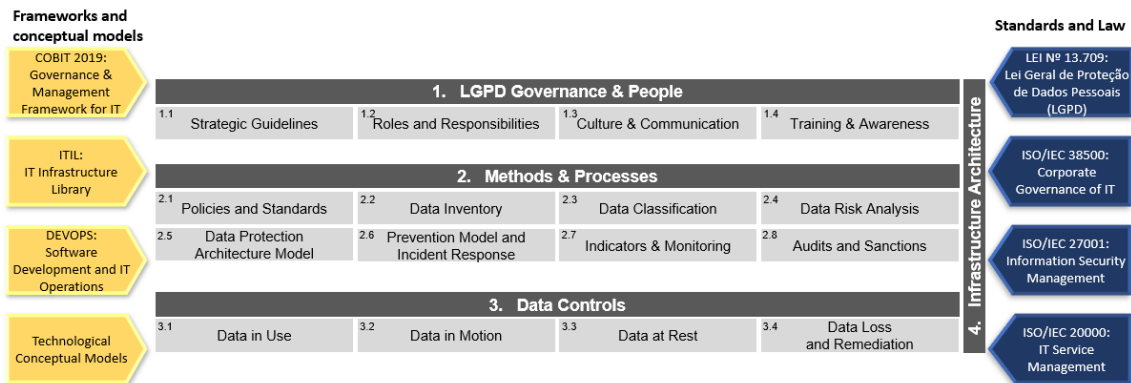 Frameworks and
conceptual models
COBIT 2019:
Governance &
Management
Framework for IT
ITIL:
IT Infrastructure
Library
DEVOPS:
Software
Development and IT
Operations
Technological
Conceptual Models
1. LGPD Governance & People
1.1 Strategic Guidelines
1.2 Roles and Responsibilities
1.3 Culture & Communication
1.4 Training & Awareness
2. Methods & Processes
2.1 Policies and Standards
2.2 Data Inventory
2.3 Data Classification
2.4 Data Risk Analysis
2.5 Data Protection
Architecture Model
2.6 Prevention Model and
Incident Response
2.7 Indicators & Monitoring
2.8 Audits and Sanctions
3. Data Controls
3.1 Data in Use
3.2 Data in Motion
3.3 Data at Rest
3.4 Data Loss
and Remediation
4. Infrastructure Architecture
Standards and Law
LEI Nº 13.709:
Lei Geral de Proteção
de Dados Pessoais
(LGPD)
ISO/IEC 38500:
Corporate
Governance of IT
ISO/IEC 27001:
Information Security
Management
ISO/IEC 20000:
IT Service
Management